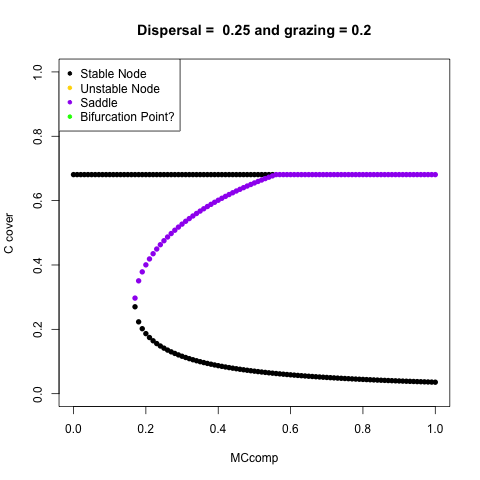 Dispersal =  0.25 and grazing = 0.2
Stable Node
Unstable Node
Saddle
Bifurcation Point?
C cover
1.0
0.8
0.6
0.4
0.2
0.0
0.0 0.2 0.4 0.6 0.8 1.0
MCcomp